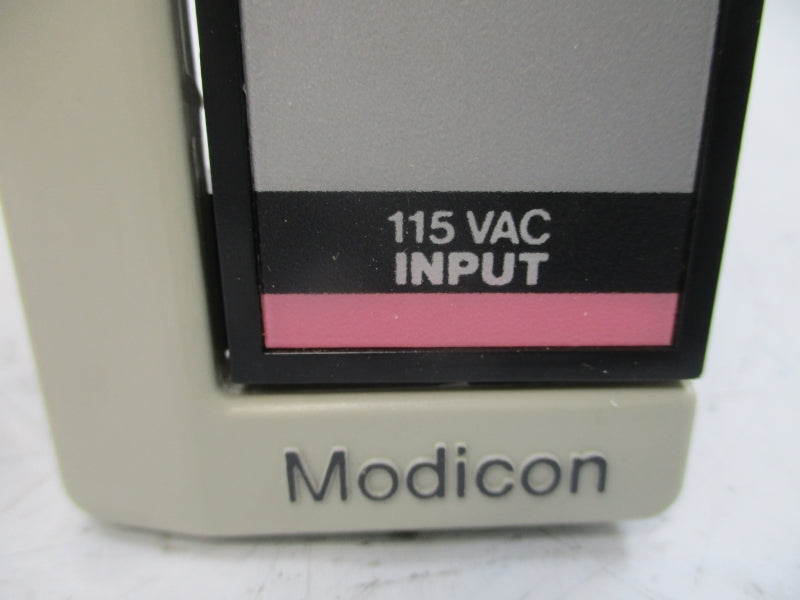 115 VAC
INPUT
Modicon